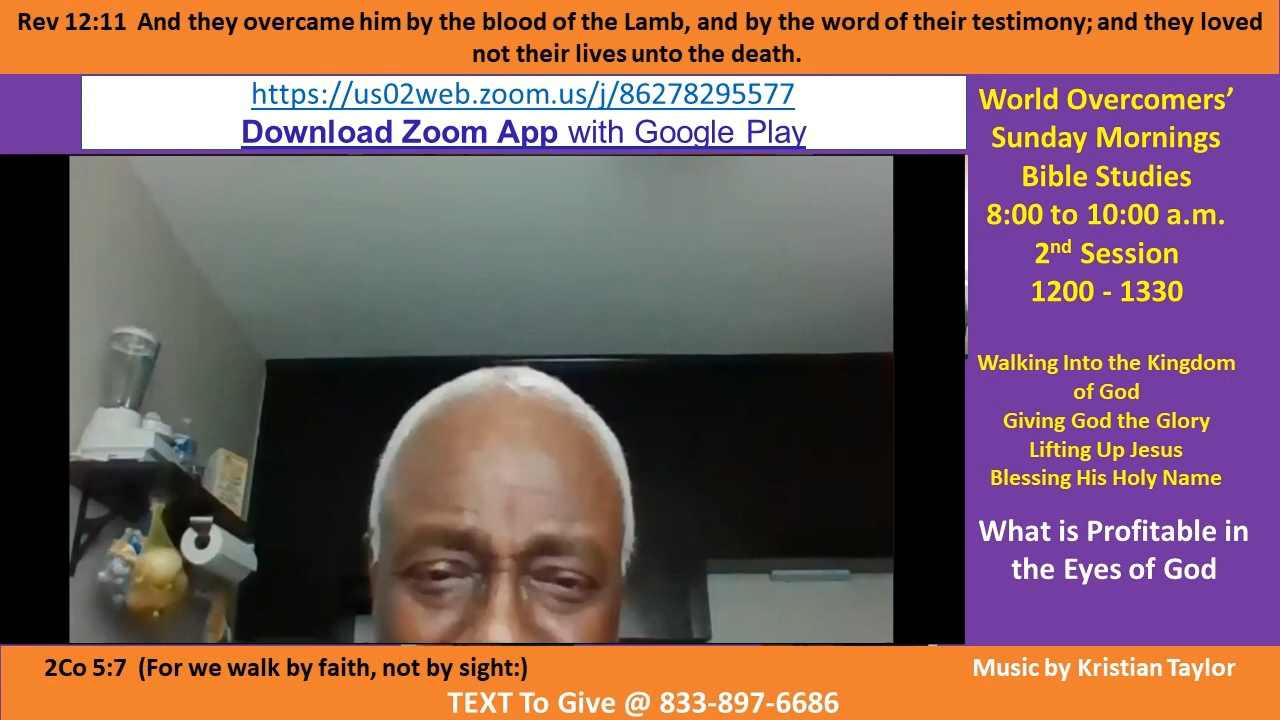 Rev 12:11  And they overcame him by the blood of the Lamb, and by the word of their testimony; and they loved
not their lives unto the death.
https://us02web.zoom.us/j/86278295577
Download Zoom App with Google Play
World Overcomers’
Sunday Mornings
Bible Studies
8:00 to 10:00 a.m.
2nd Session
1200 - 1330
Walking Into the Kingdom
of God
Giving God the Glory
Lifting Up Jesus
Blessing His Holy Name
What is Profitable in
the Eyes of God
2Co 5:7  (For we walk by faith, not by sight:)
Music by Kristian Taylor
TEXT To Give @ 833-897-6686